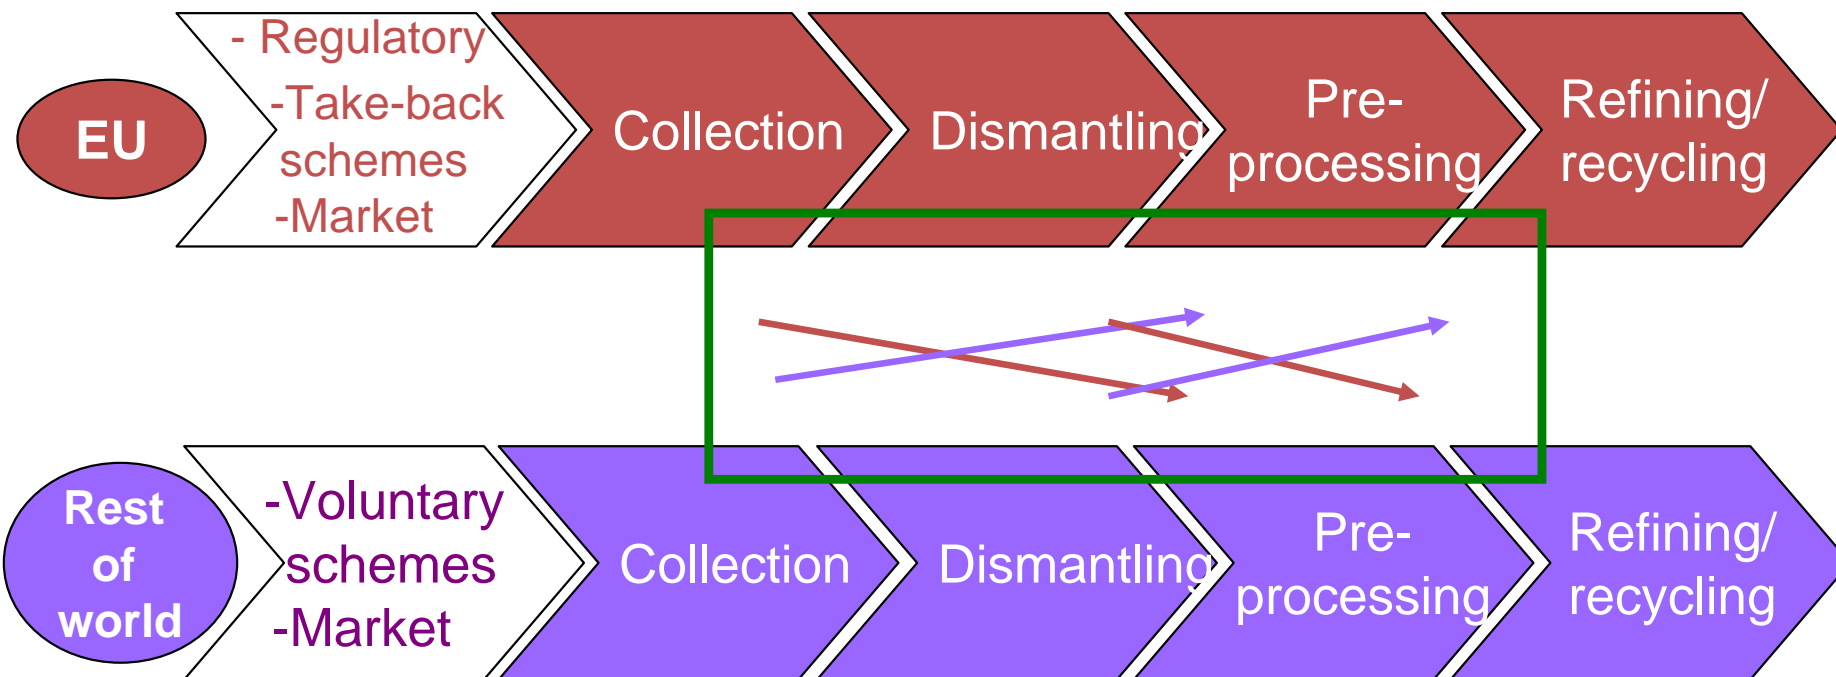 EU
- Regulatory
-Take-back
schemes
-Market
Collection
Dismantling
Pre-
processing
Refining/
recycling
Rest
of
world
-Voluntary
schemes
-Market
Collection
Dismantling
Pre-
processing
Refining/
recycling